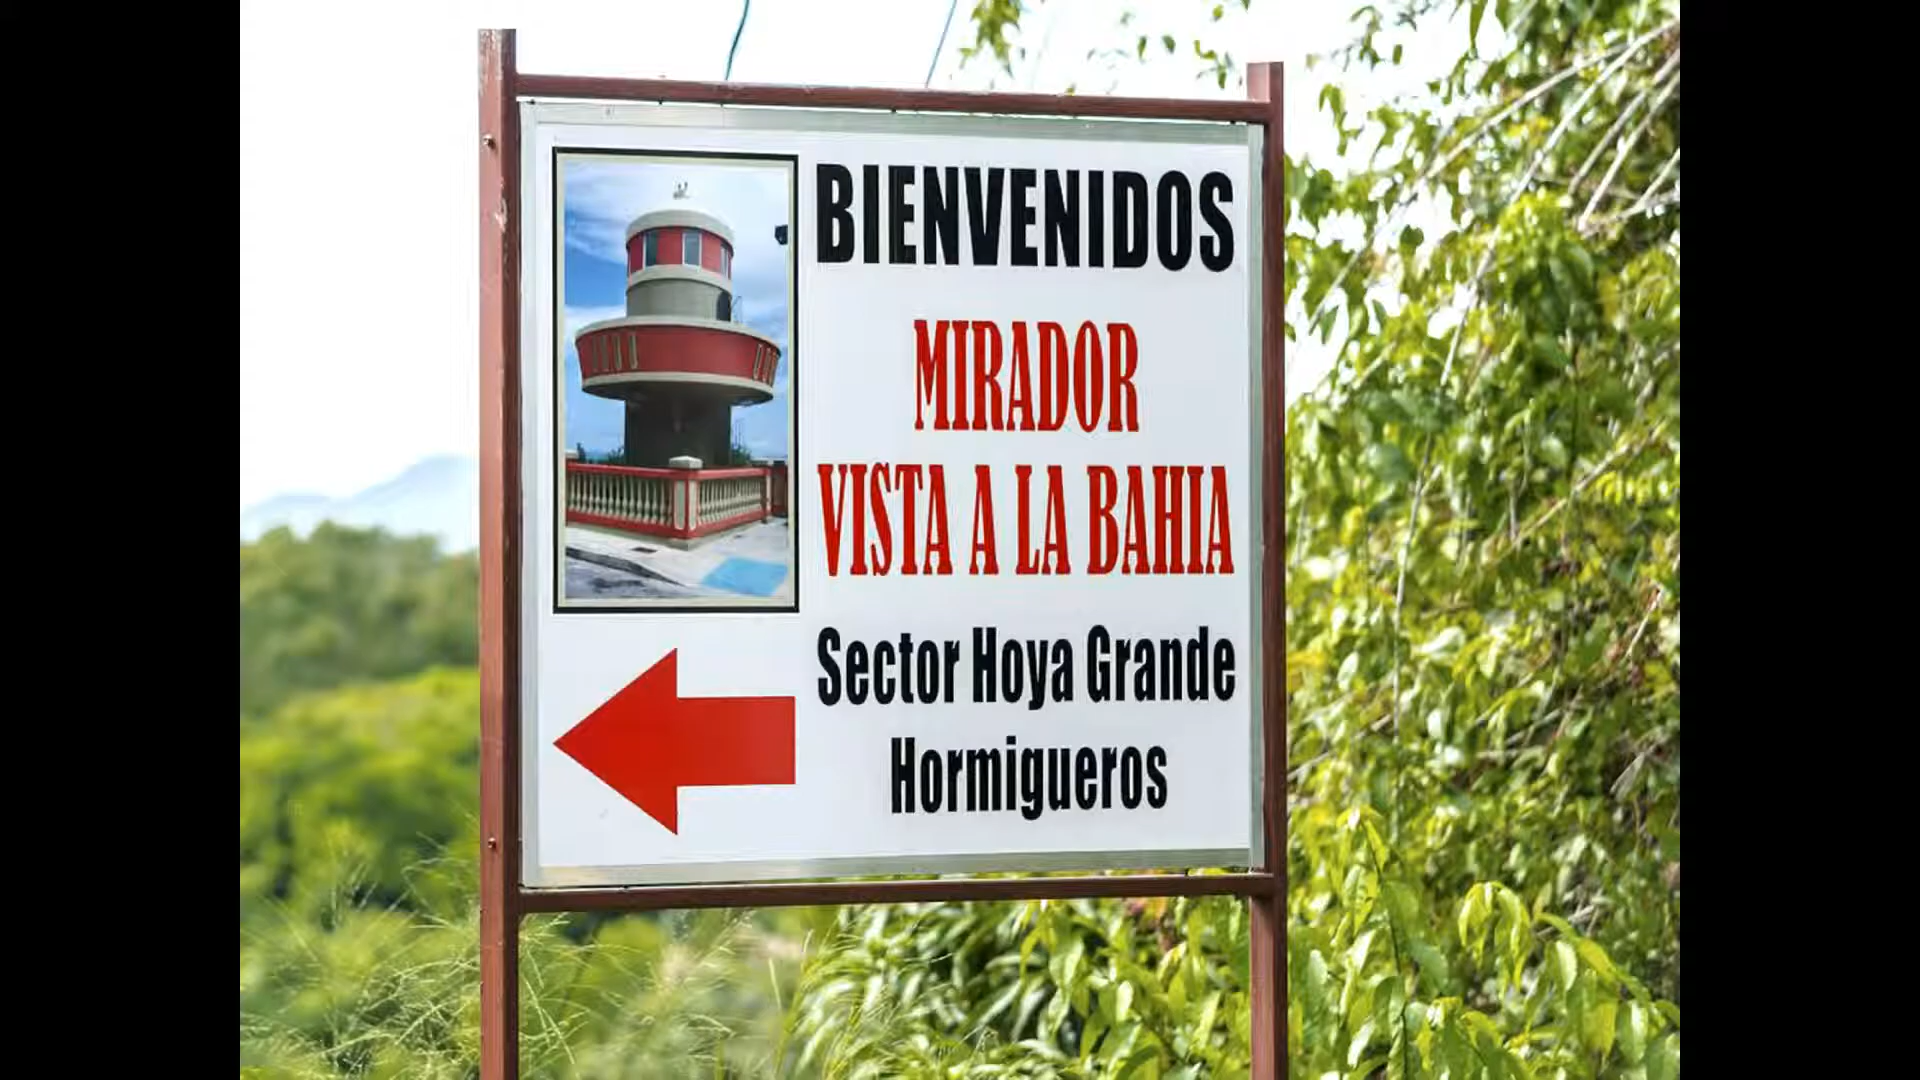 BIENVENIDOS
MIRADOR
VISTA A LA BAHIA
Sector Hoya Grande
Hormigueros